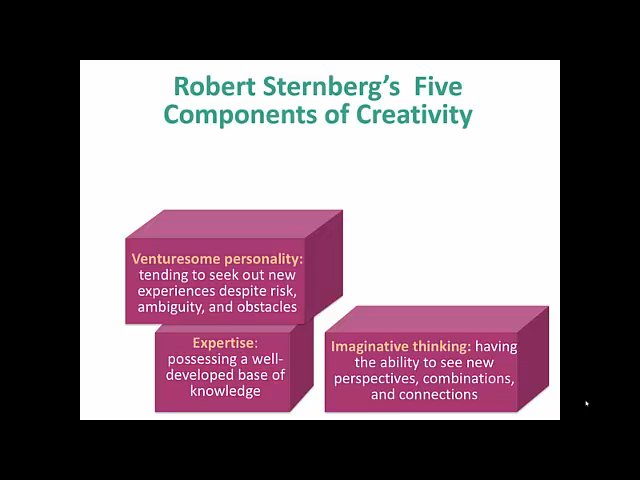 Robert Sternberg’s Five
Components of Creativity
Venturesome personality:
tending to seek out new
experiences despite risk,
ambiguity, and obstacles
Expertise:
possessing a well-
developed base of
knowledge
Imaginative thinking: having
the ability to see new
perspectives, combinations,
and connections